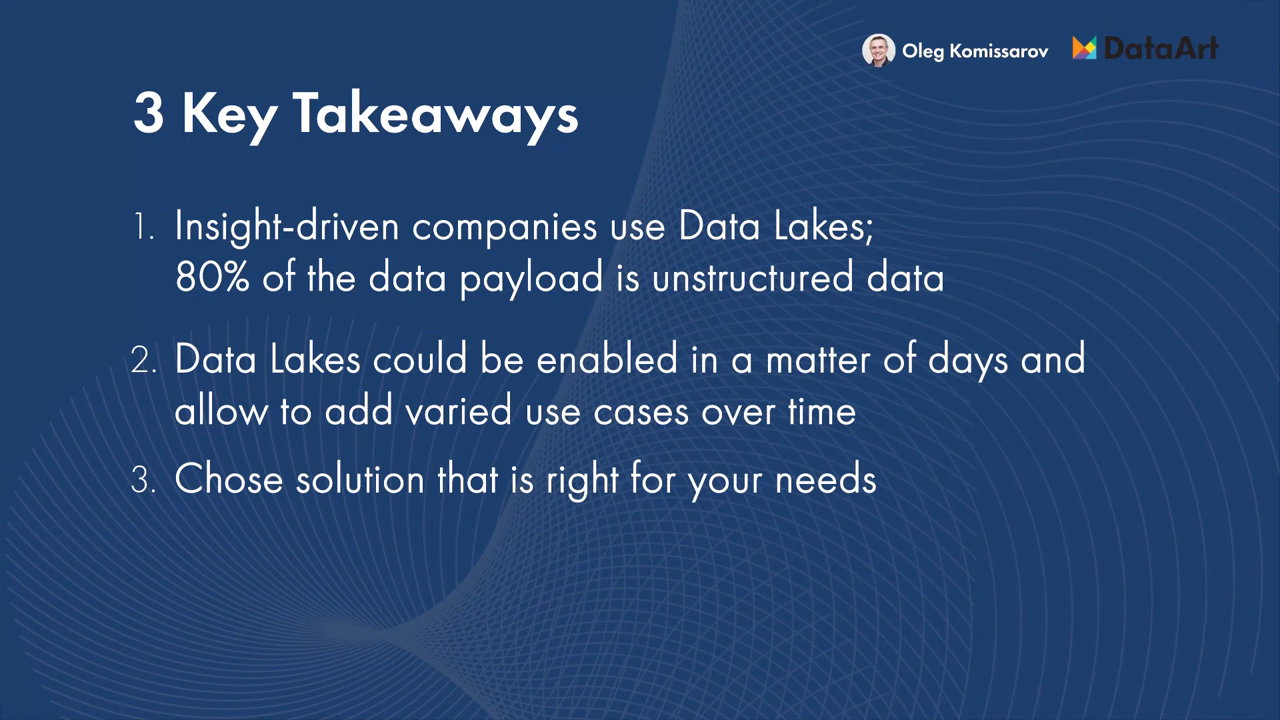 Oleg Komissarov
DataArt
3 Key Takeaways
1. Insight-driven companies use Data Lakes;
80% of the data payload is unstructured data
2. Data Lakes could be enabled in a matter of days and
allow to add varied use cases over time
3. Chose solution that is right for your needs